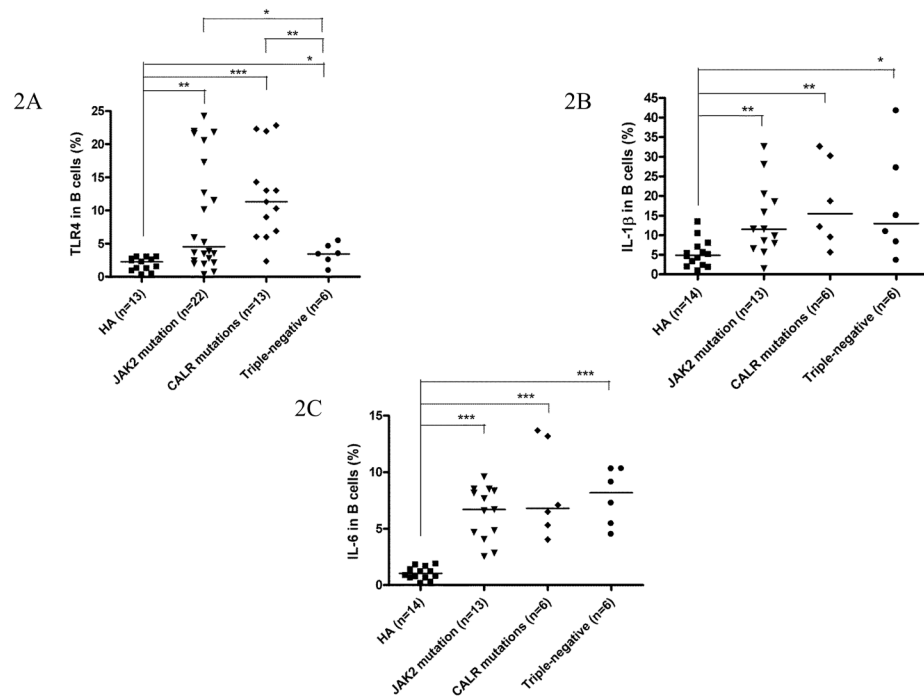 2A
*
**
*
***
**
TLR4 in B cells (%)
25
20
15
10
5
0
HA (n=13)
JAK2 mutation (n=22)
CALR mutations (n=13)
Triple-negative (n=6)
2B
*
**
**
IL-1β in B cells (%)
45
40
35
30
25
20
15
10
5
0
HA (n=14)
JAK2 mutation (n=13)
CALR mutations (n=6)
Triple-negative (n=6)
2C
***
***
***
IL-6 in B cells (%)
15
10
5
0
HA (n=14)
JAK2 mutation (n=13)
CALR mutations (n=6)
Triple-negative (n=6)